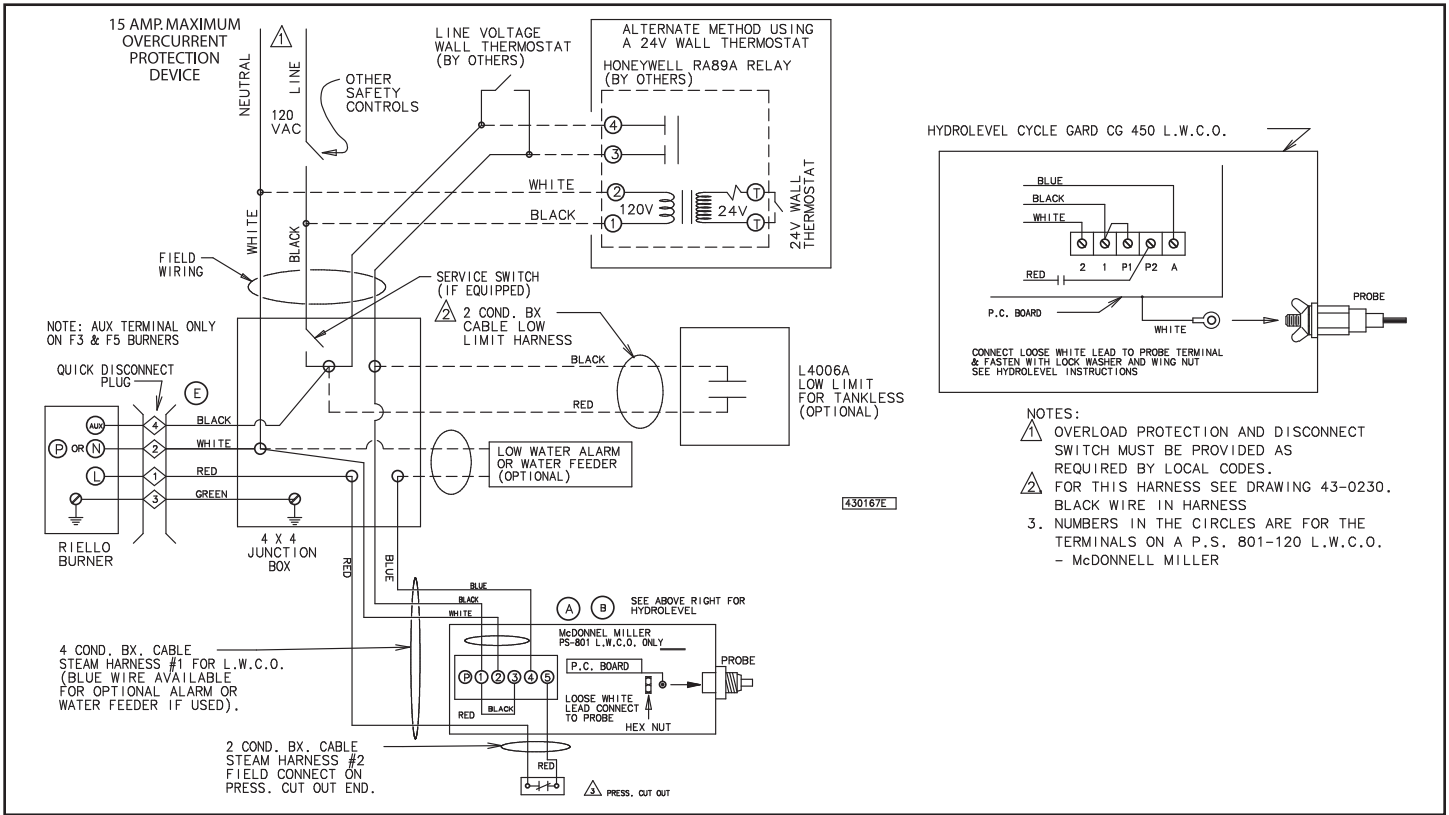 15 AMP. MAXIMUM
OVERCURRENT
PROTECTION
DEVICE
NEUTRAL
1
LINE
120
VAC
OTHER
SAFETY
CONTROLS
LINE VOLTAGE
WALL THERMOSTAT
(BY OTHERS)
ALTERNATE METHOD USING
A 24V WALL THERMOSTAT
HONEYWELL RA89A RELAY
(BY OTHERS)
4
3
2
1
120V
24V
T
T
24V WALL
THERMOSTAT
WHITE
BLACK
WHITE
BLACK
FIELD
WIRING
SERVICE SWITCH
(IF EQUIPPED)
2
2 COND. BX
CABLE LOW
LIMIT HARNESS
BLACK
RED
L4006A
LOW LIMIT
FOR TANKLESS
(OPTIONAL)
NOTE: AUX TERMINAL ONLY
ON F3 & F5 BURNERS
QUICK DISCONNECT
PLUG
E
AUX
4
BLACK
P OR N
2
WHITE
L
1
RED
3
GREEN
RIELLO
BURNER
4 X 4
JUNCTION
BOX
LOW WATER ALARM
OR WATER FEEDER
(OPTIONAL)
430167E
RED
BLUE
BLUE
BLACK
WHITE
A
B
SEE ABOVE RIGHT FOR
HYDROLEVEL
McDONNEL MILLER
PS-801 L.W.C.O. ONLY
P.C. BOARD
PROBE
P 1 2 3 4 5
LOOSE WHITE
LEAD CONNECT
TO PROBE
HEX NUT
RED
BLACK
RED
3
PRESS. CUT OUT
4 COND. BX. CABLE
STEAM HARNESS #1 FOR L.W.C.O.
(BLUE WIRE AVAILABLE
FOR OPTIONAL ALARM OR
WATER FEEDER IF USED).
2 COND. BX. CABLE
STEAM HARNESS #2
FIELD CONNECT ON
PRESS. CUT OUT END.
HYDROLEVEL CYCLE GARD CG 450 L.W.C.O.
BLUE
BLACK
WHITE
2 1 P1 P2 A
RED
P.C. BOARD
WHITE
PROBE
CONNECT LOOSE WHITE LEAD TO PROBE TERMINAL
& FASTEN WITH LOCK WASHER AND WING NUT
SEE HYDROLEVEL INSTRUCTIONS
NOTES:
1 OVERLOAD PROTECTION AND DISCONNECT
SWITCH MUST BE PROVIDED AS
REQUIRED BY LOCAL CODES.
2. FOR THIS HARNESS SEE DRAWING 43-0230.
BLACK WIRE IN HARNESS
3. NUMBERS IN THE CIRCLES ARE FOR THE
TERMINALS ON A P.S. 801-120 L.W.C.O.
- McDONNELL MILLER